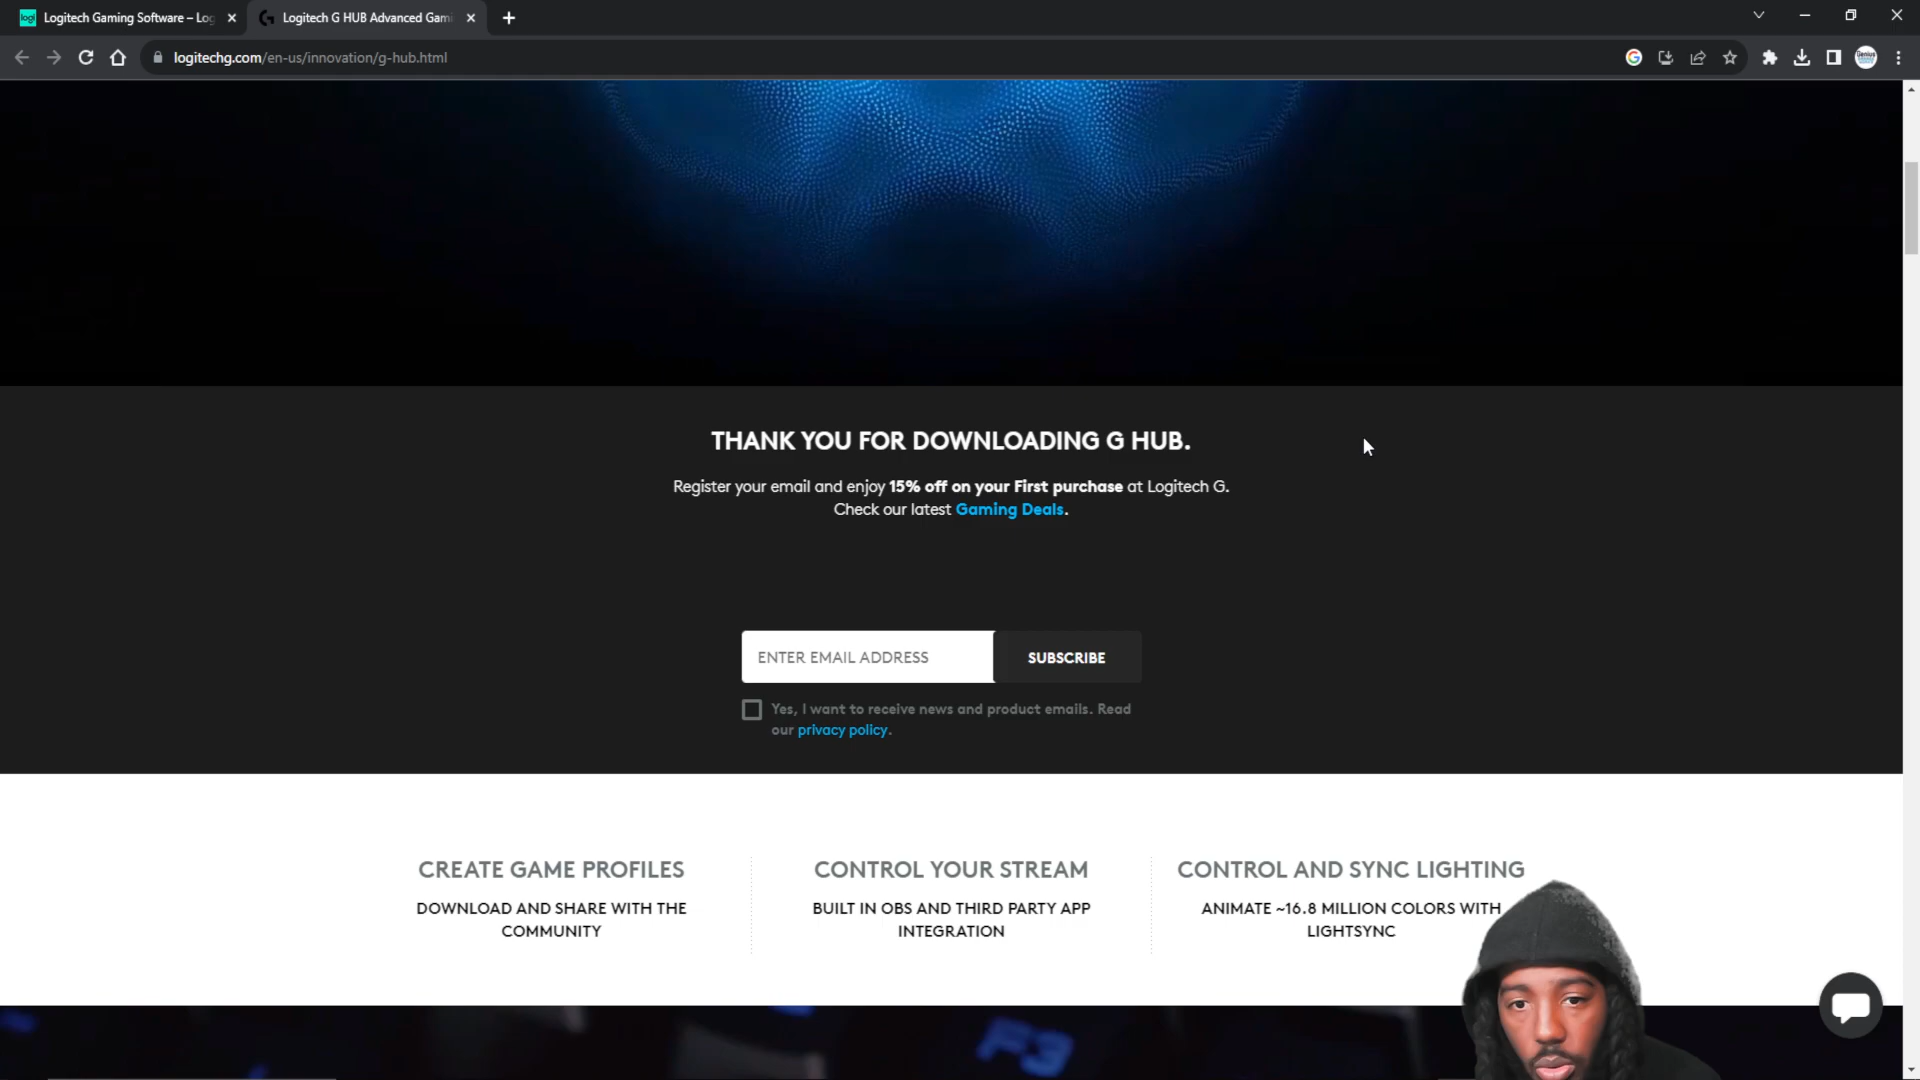 logi
Logitech Gaming Software – Log
Logitech G HUB Advanced Gami
logitechg.com/en-us/innovation/g-hub.html
THANK YOU FOR DOWNLOADING G HUB.
Register your email and enjoy 15% off on your First purchase at Logitech G.
Check our latest Gaming Deals.
ENTER EMAIL ADDRESS
SUBSCRIBE
Yes, I want to receive news and product emails. Read
our privacy policy.
CREATE GAME PROFILES
DOWNLOAD AND SHARE WITH THE
COMMUNITY
CONTROL YOUR STREAM
BUILT IN OBS AND THIRD PARTY APP
INTEGRATION
CONTROL AND SYNC LIGHTING
ANIMATE ~16.8 MILLION COLORS WITH
LIGHTSYNC
F3